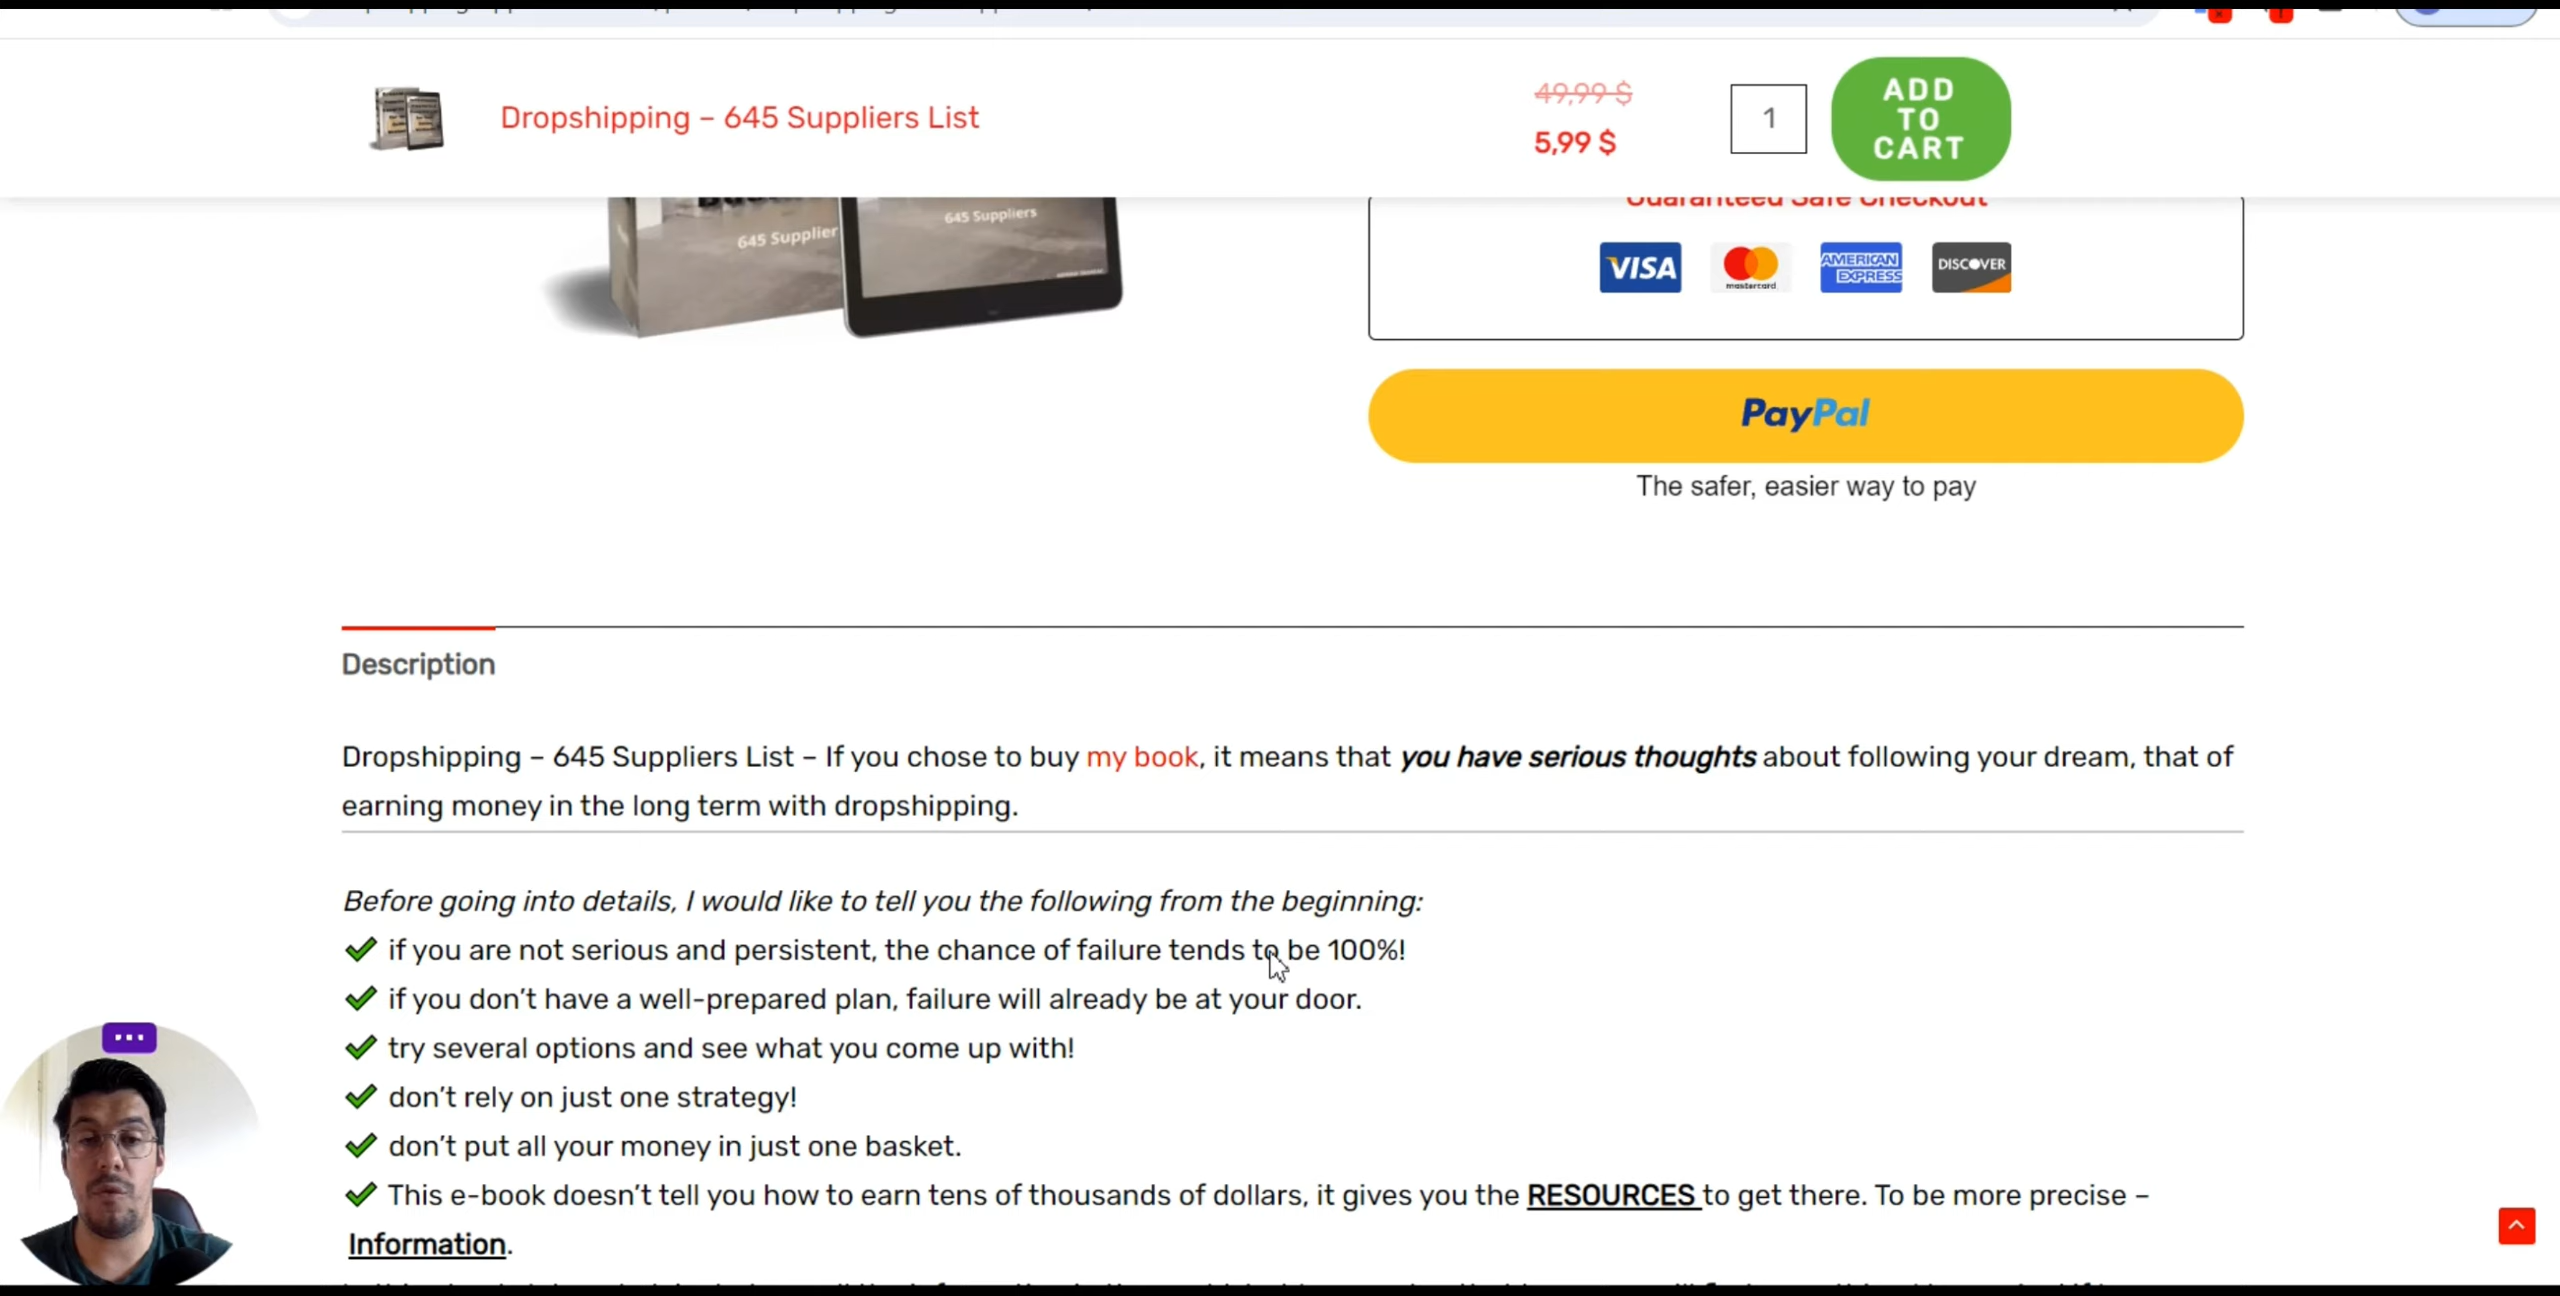 Dropshipping – 645 Suppliers List
49,99 $
5,99 $
1
ADD
TO
CART
645 Supplier
645 Suppliers
Guaranteed Safe Checkout
VISA
mastercard
AMERICAN
EXPRESS
DISCOVER
PayPal
The safer, easier way to pay
Description
Dropshipping – 645 Suppliers List – If you chose to buy my book, it means that you have serious thoughts about following your dream, that of
earning money in the long term with dropshipping.
Before going into details, I would like to tell you the following from the beginning:
✔ if you are not serious and persistent, the chance of failure tends to be 100%!
✔ if you don't have a well-prepared plan, failure will already be at your door.
✔ try several options and see what you come up with!
✔ don't rely on just one strategy!
✔ don't put all your money in just one basket.
✔ This e-book doesn't tell you how to earn tens of thousands of dollars, it gives you the RESOURCES to get there. To be more precise –
Information.